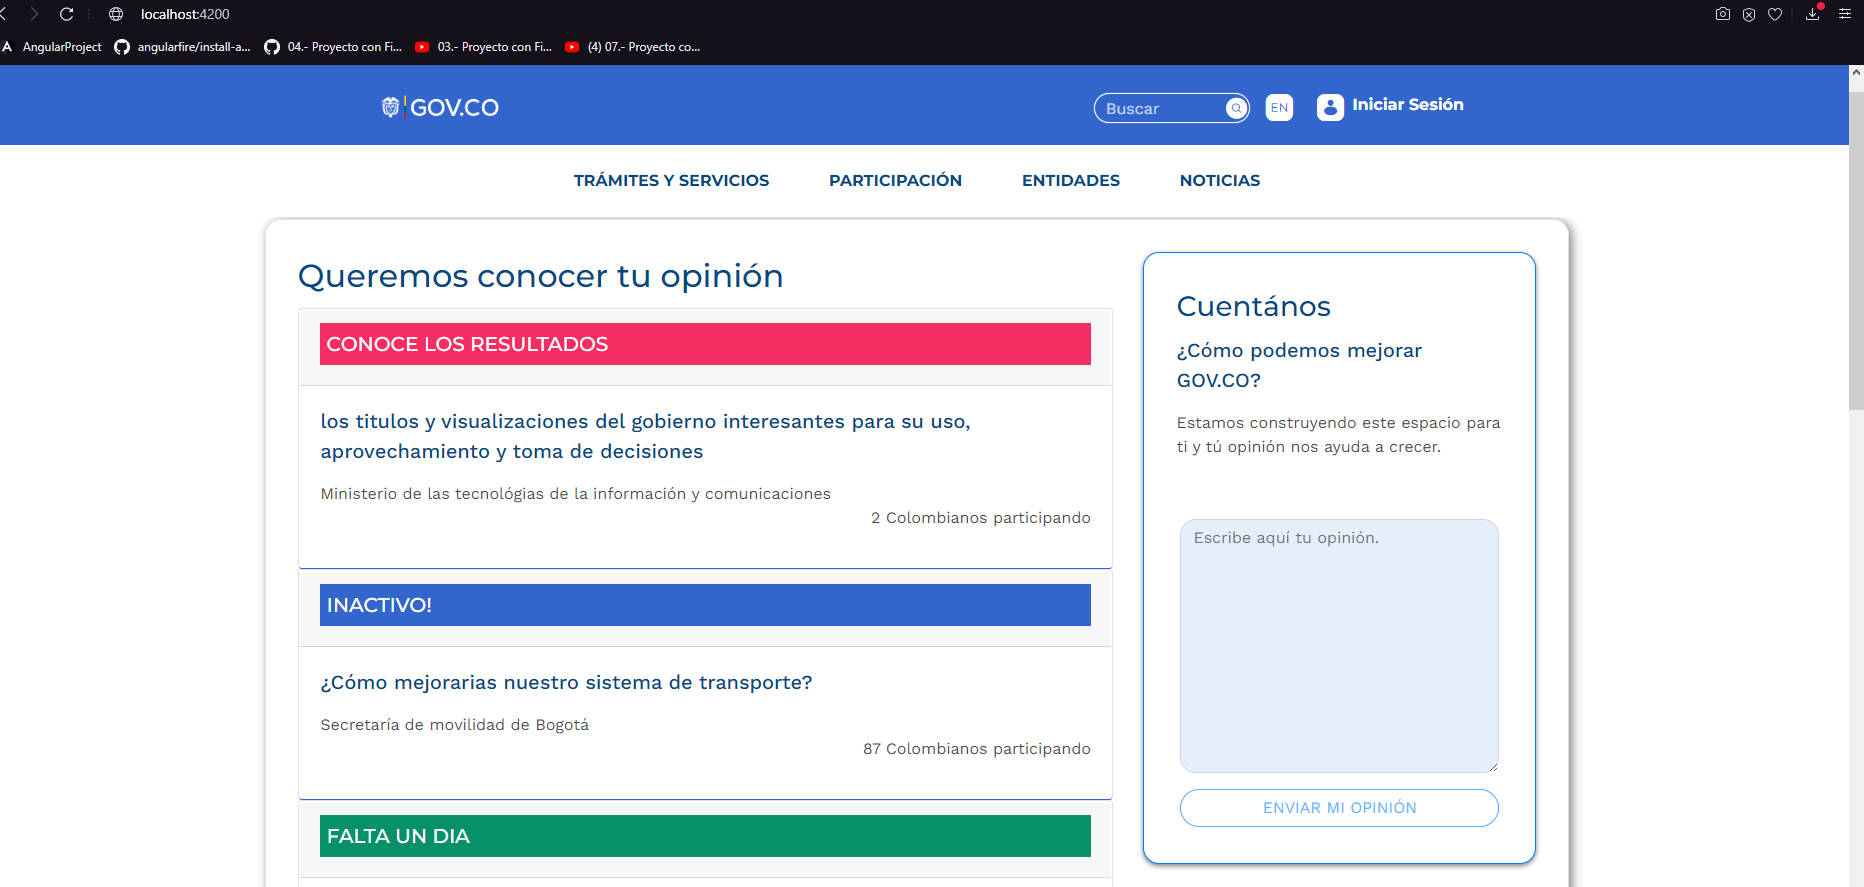 localhost:4200
AngularProject
angularfire/install-a...
04.- Proyecto con Fi...
03.- Proyecto con Fi...
(4) 07.- Proyecto co...
GOV.CO
Buscar
EN
Iniciar Sesión
TRÁMITES Y SERVICIOS
PARTICIPACIÓN
ENTIDADES
NOTICIAS
Queremos conocer tu opinión
CONOCE LOS RESULTADOS
los titulos y visualizaciones del gobierno interesantes para su uso,
aprovechamiento y toma de decisiones
Ministerio de las tecnológias de la información y comunicaciones
2 Colombianos participando
INACTIVO!
¿Cómo mejorarias nuestro sistema de transporte?
Secretaría de movilidad de Bogotá
87 Colombianos participando
FALTA UN DIA
Cuentános
¿Cómo podemos mejorar
GOV.CO?
Estamos construyendo este espacio para
ti y tú opinión nos ayuda a crecer.
Escribe aquí tu opinión.
ENVIAR MI OPINIÓN